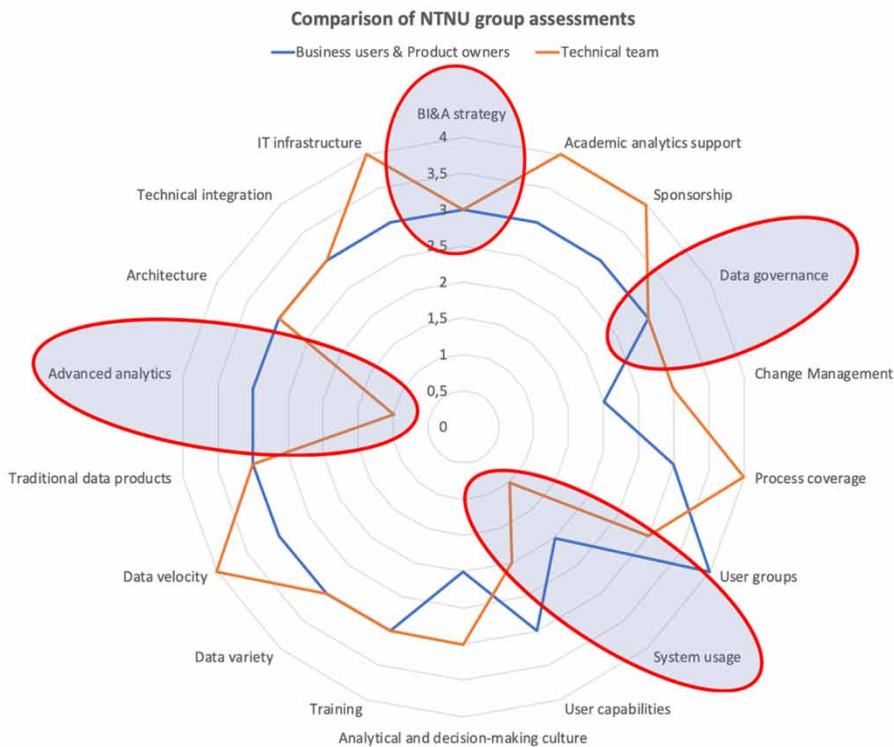 Comparison of NTNU group assessments
Business users & Product owners
Technical team
BI&A strategy
Academic analytics support
Sponsorship
Data governance
Change Management
Process coverage
User groups
System usage
User capabilities
Analytical and decision-making culture
Training
Data variety
Data velocity
Traditional data products
Advanced analytics
Architecture
Technical integration
IT infrastructure
4
3,5
3
2,5
2
1,5
1
0,5
0